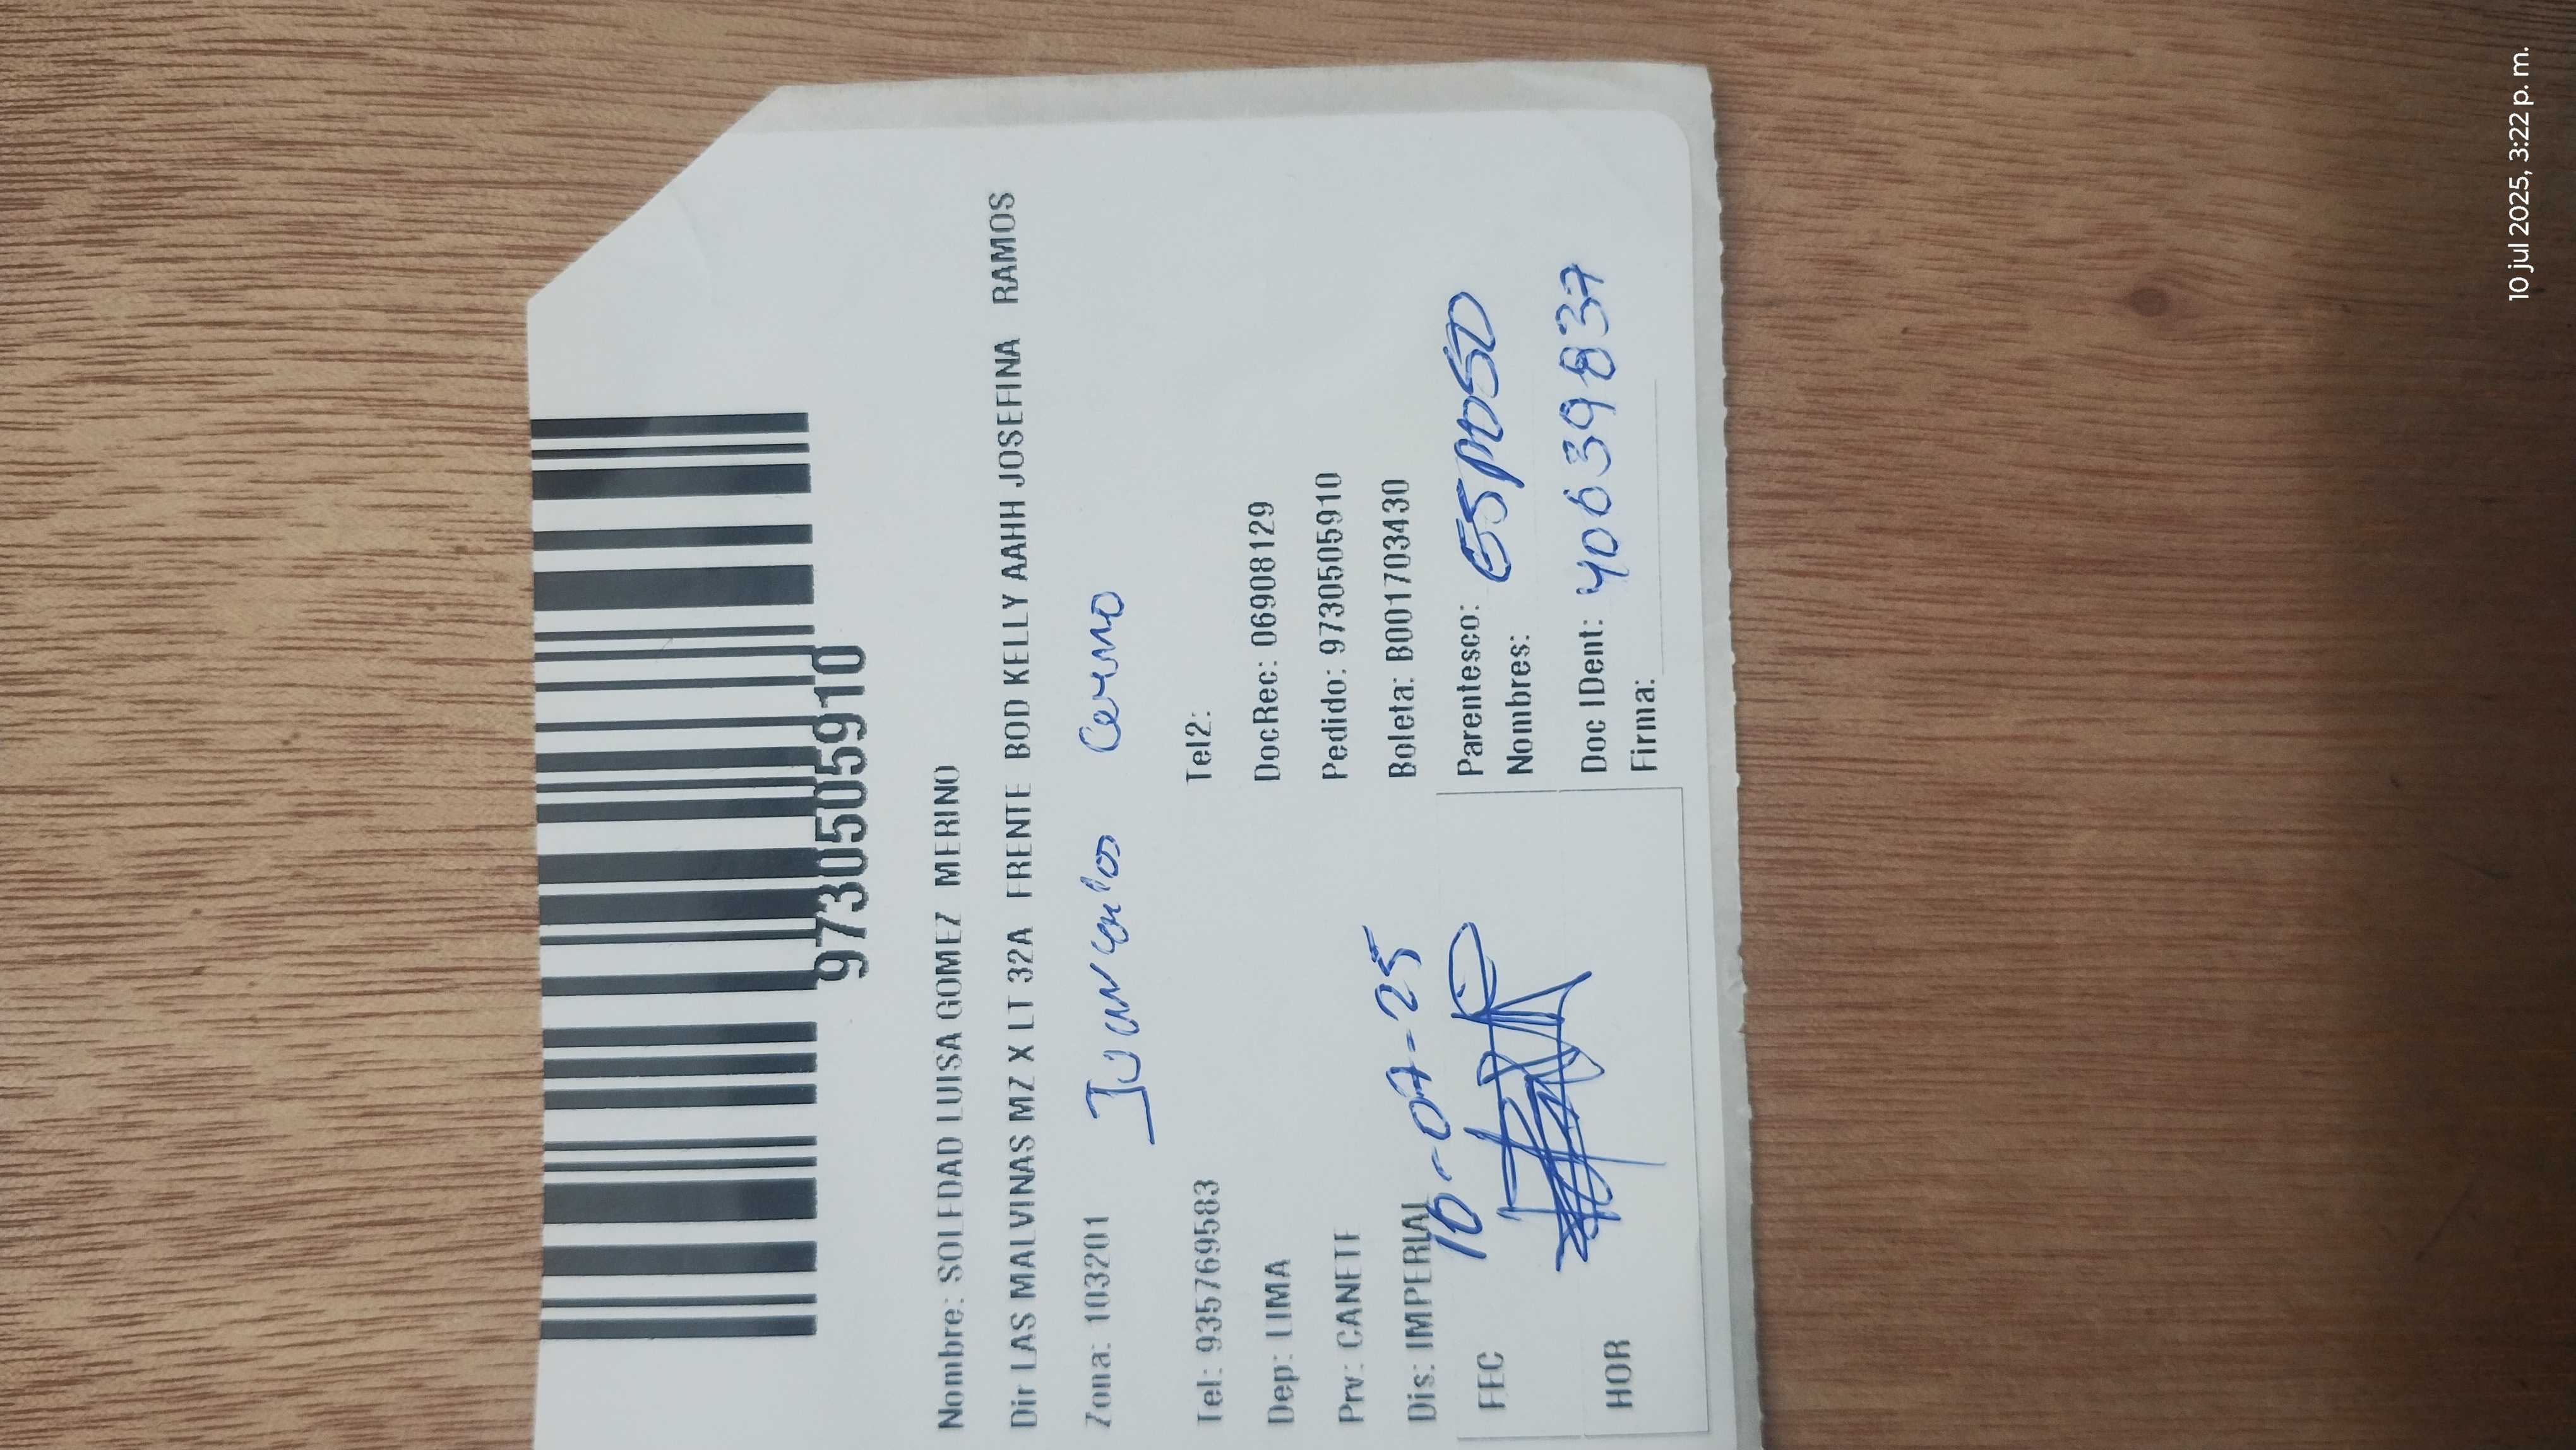 9730505910
Nombre: SOLEDAD LUISA GOMEZ MERINO
Dir LAS MALVINAS MZ X LT 32A FRENTE BOD KELLY AAHH JOSEFINA RAMOS
Zona: 103201
Tel: 935769583 Tel2:
Dep: LIMA DocRec: 06908129
Prv: CANETE Pedido: 9730505910
Dis: IMPERIAL Boleta: B001703430
10-07-25
FEC Parentesco: ESPOSO
Nombres:
HOR Doc IDent: 40639837
Firma:
10 jul 2025, 3:22 p. m.